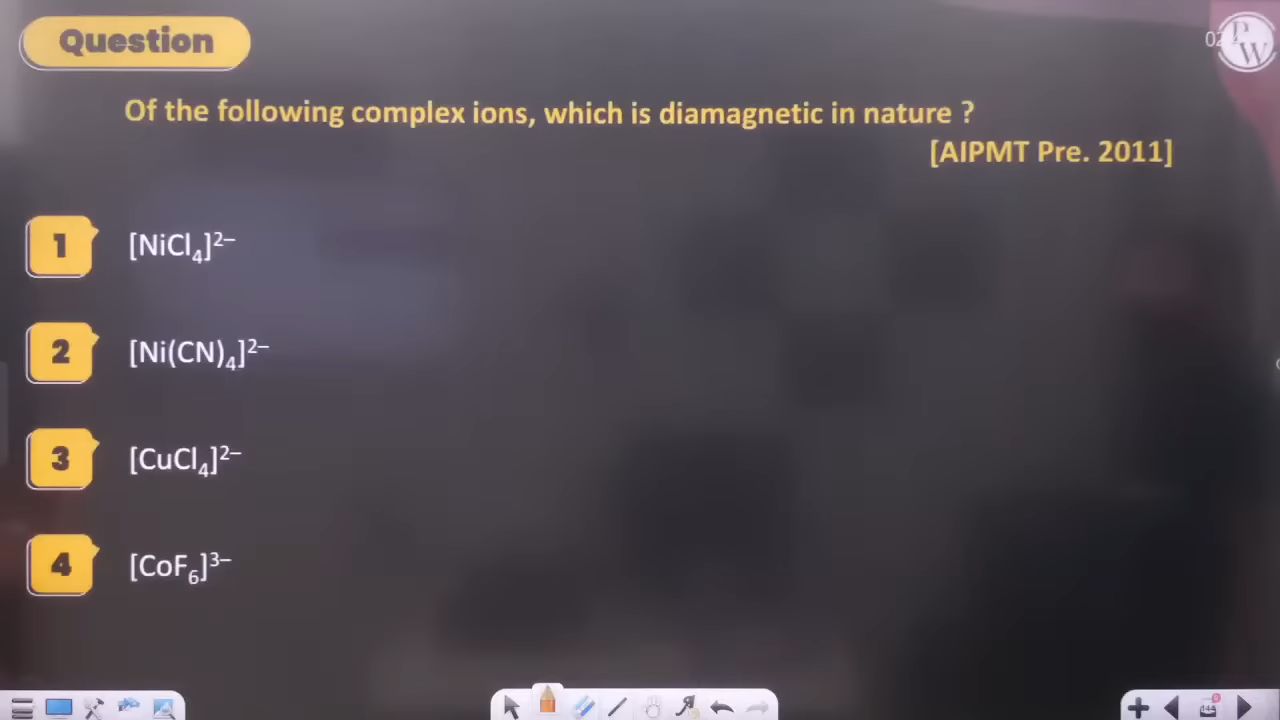 Question
Of the following complex ions, which is diamagnetic in nature ?
[AIPMT Pre. 2011]
1 [NiCl₄]²⁻
2 [Ni(CN)₄]²⁻
3 [CuCl₄]²⁻
4 [CoF₆]³⁻
PW